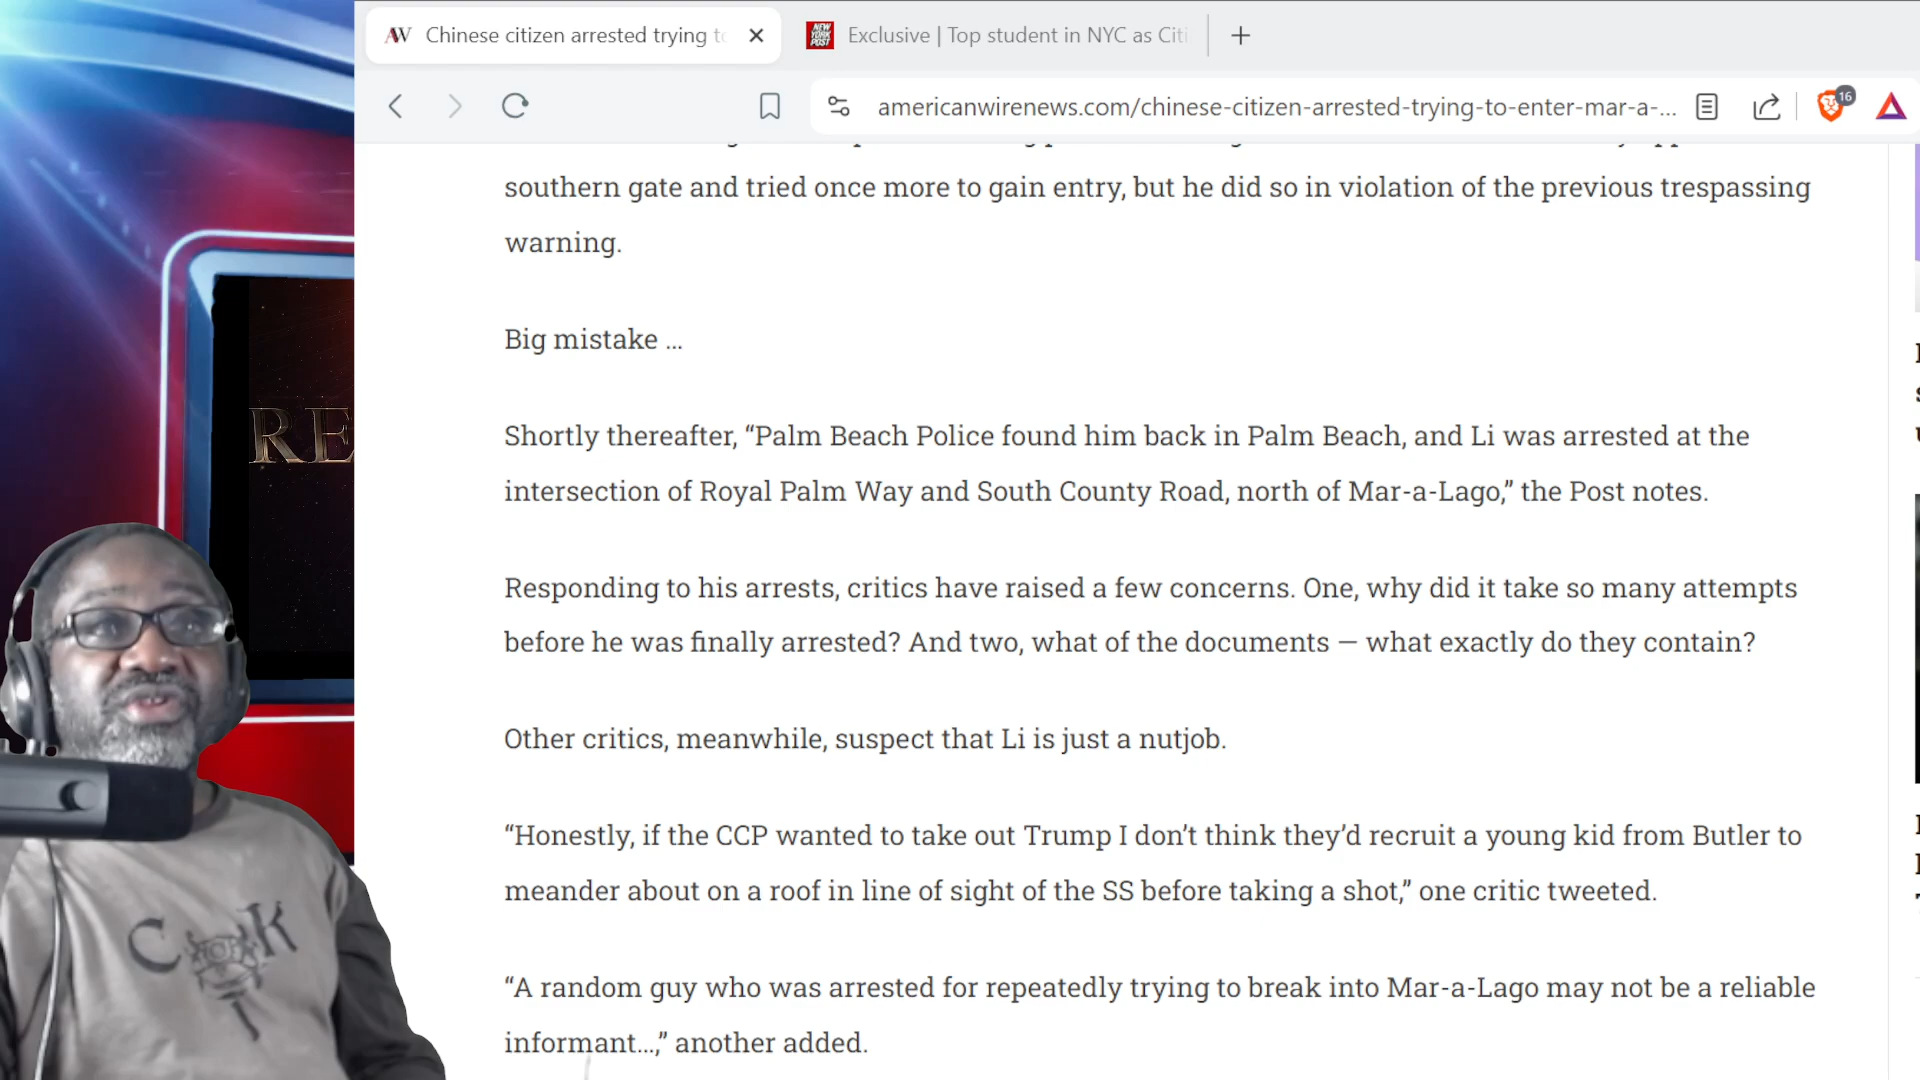 AW Chinese citizen arrested trying to
NEW YORK POST Exclusive | Top student in NYC as Citi
americanwirenews.com/chinese-citizen-arrested-trying-to-enter-mar-a-...
16
southern gate and tried once more to gain entry, but he did so in violation of the previous trespassing
warning.
Big mistake …
Shortly thereafter, “Palm Beach Police found him back in Palm Beach, and Li was arrested at the
intersection of Royal Palm Way and South County Road, north of Mar-a-Lago,” the Post notes.
Responding to his arrests, critics have raised a few concerns. One, why did it take so many attempts
before he was finally arrested? And two, what of the documents — what exactly do they contain?
Other critics, meanwhile, suspect that Li is just a nutjob.
“Honestly, if the CCP wanted to take out Trump I don’t think they’d recruit a young kid from Butler to
meander about on a roof in line of sight of the SS before taking a shot,” one critic tweeted.
“A random guy who was arrested for repeatedly trying to break into Mar-a-Lago may not be a reliable
informant…,” another added.
RE